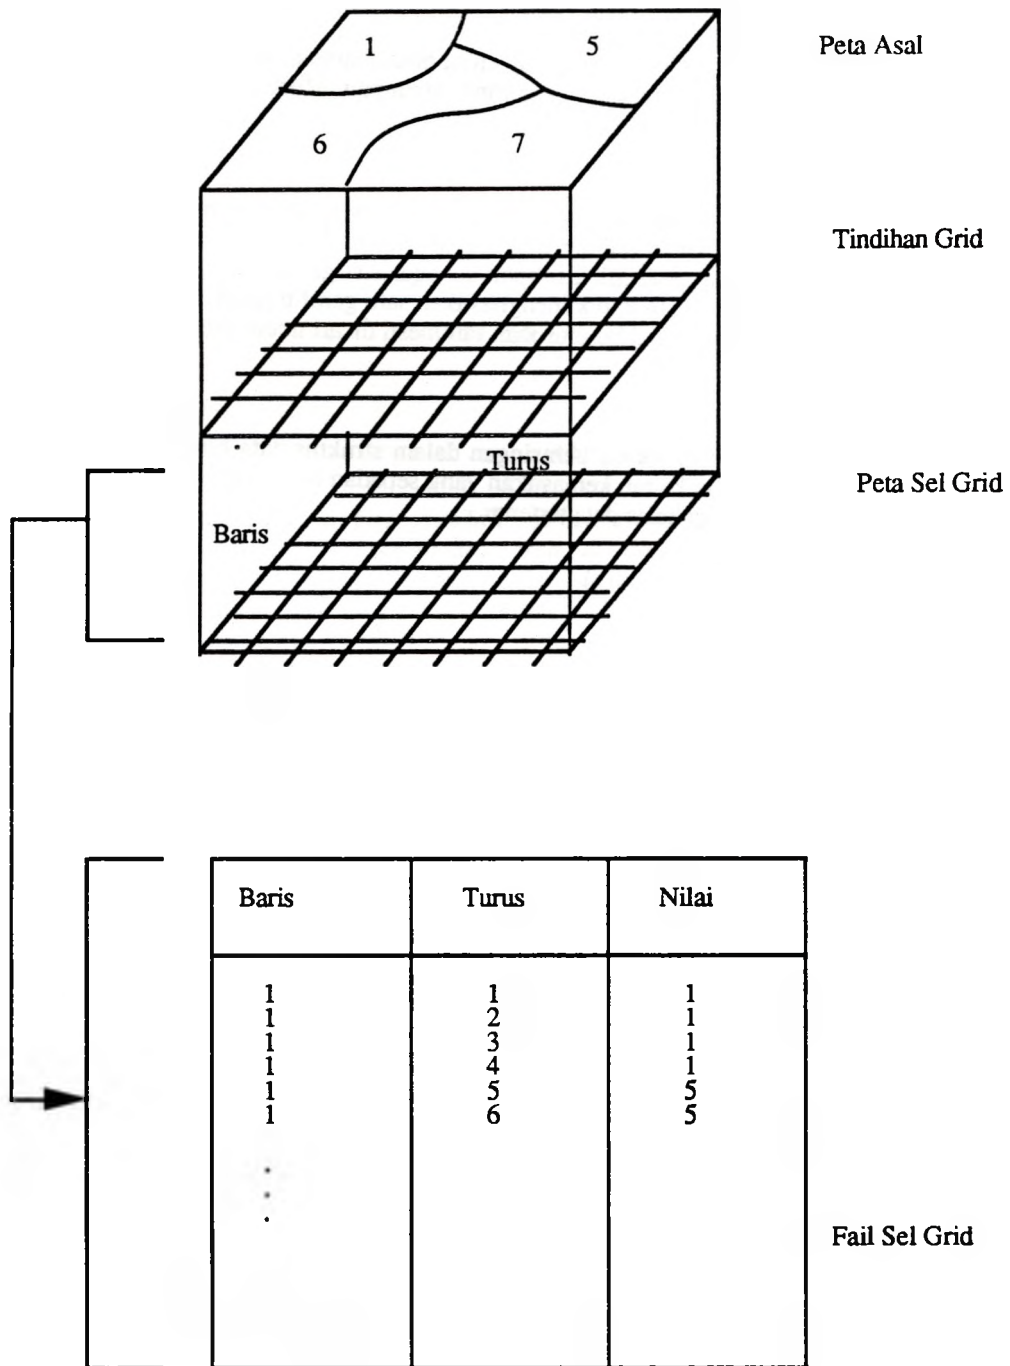 1 5 Peta Asal
6 7
Tindihan Grid
Turus
Peta Sel Grid
Baris
Baris Turus Nilai
1 1 1
1 2 1
1 3 1
1 4 1
1 5 5
1 6 5
.
.
.
Fail Sel Grid